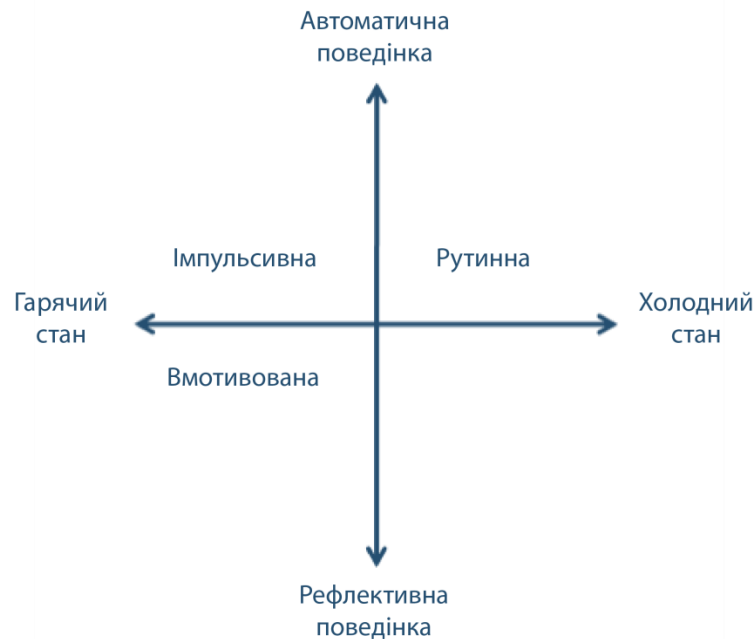 Автоматична
поведінка
Імпульсивна Рутинна
Гарячий Холодний
стан стан
Вмотивована
Рефлективна
поведінка